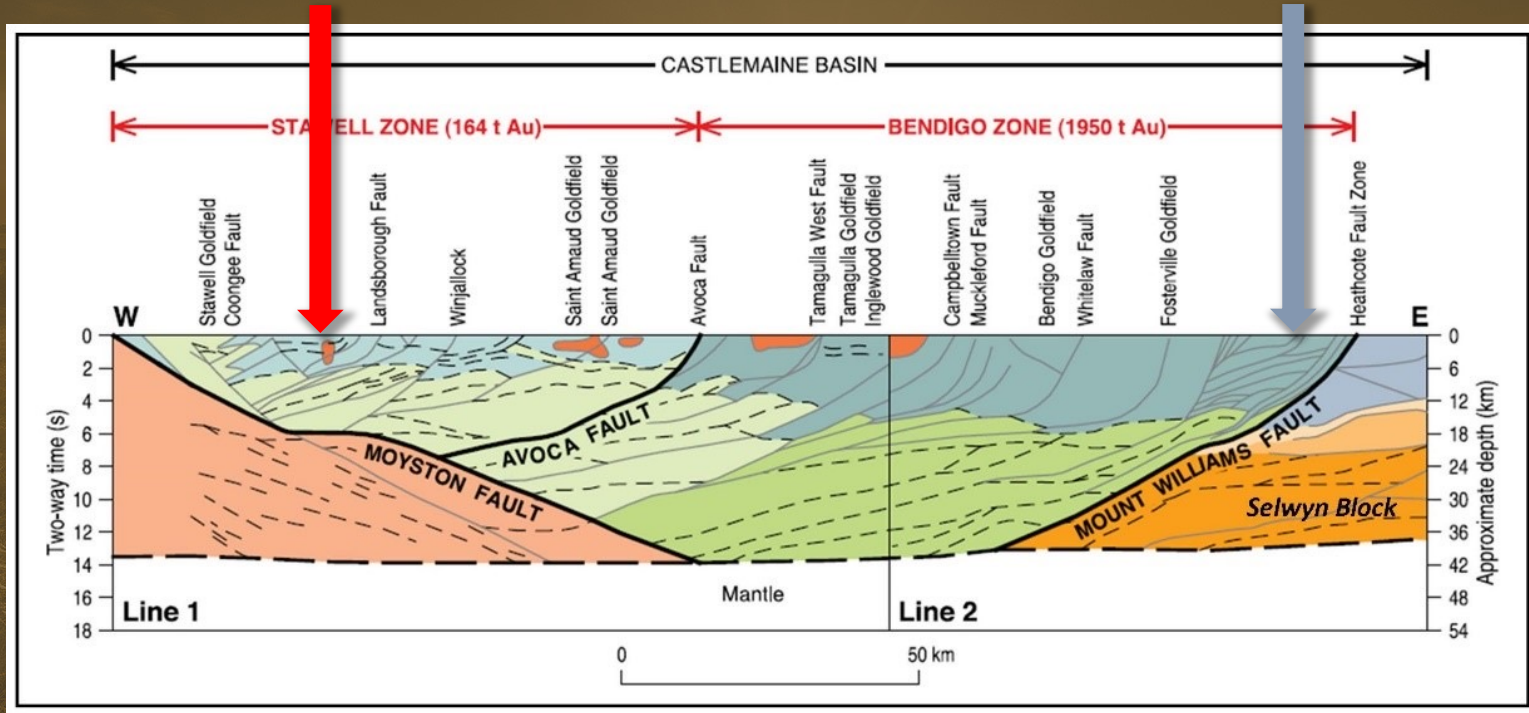 CASTLEMAINE BASIN
STAWELL ZONE (164 t Au)
BENDIGO ZONE (1950 t Au)
Stawell Goldfield
Coongee Fault
Landsborough Fault
Winjallock
Saint Arnaud Goldfield
Saint Arnaud Goldfield
Avoca Fault
Tamagulla West Fault
Tamagulla Goldfield
Inglewood Goldfield
Campbelltown Fault
Muckleford Fault
Bendigo Goldfield
Whitelaw Fault
Fosterville Goldfield
Heathcote Fault Zone
W
E
Two-way time (s)
0
2
4
6
8
10
12
14
16
18
MOYSTON FAULT
AVOCA FAULT
MOUNT WILLIAMS FAULT
Selwyn Block
Mantle
Line 1
Line 2
0
6
12
18
24
30
36
42
48
54
Approximate depth (km)
0
50 km